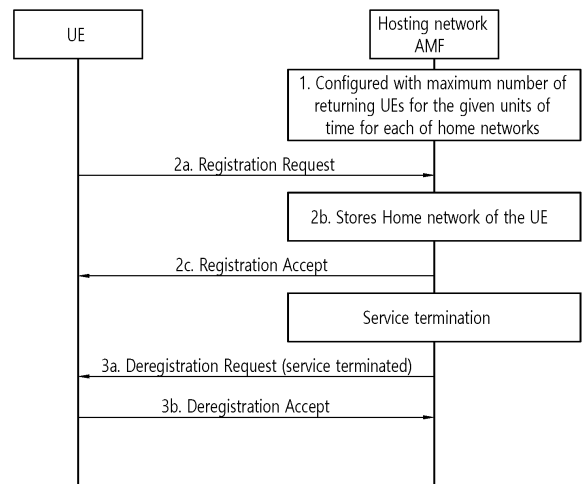 UE
Hosting network
AMF
1. Configured with maximum number of
returning UEs for the given units of
time for each of home networks
2a. Registration Request
2b. Stores Home network of the UE
2c. Registration Accept
Service termination
3a. Deregistration Request (service terminated)
3b. Deregistration Accept